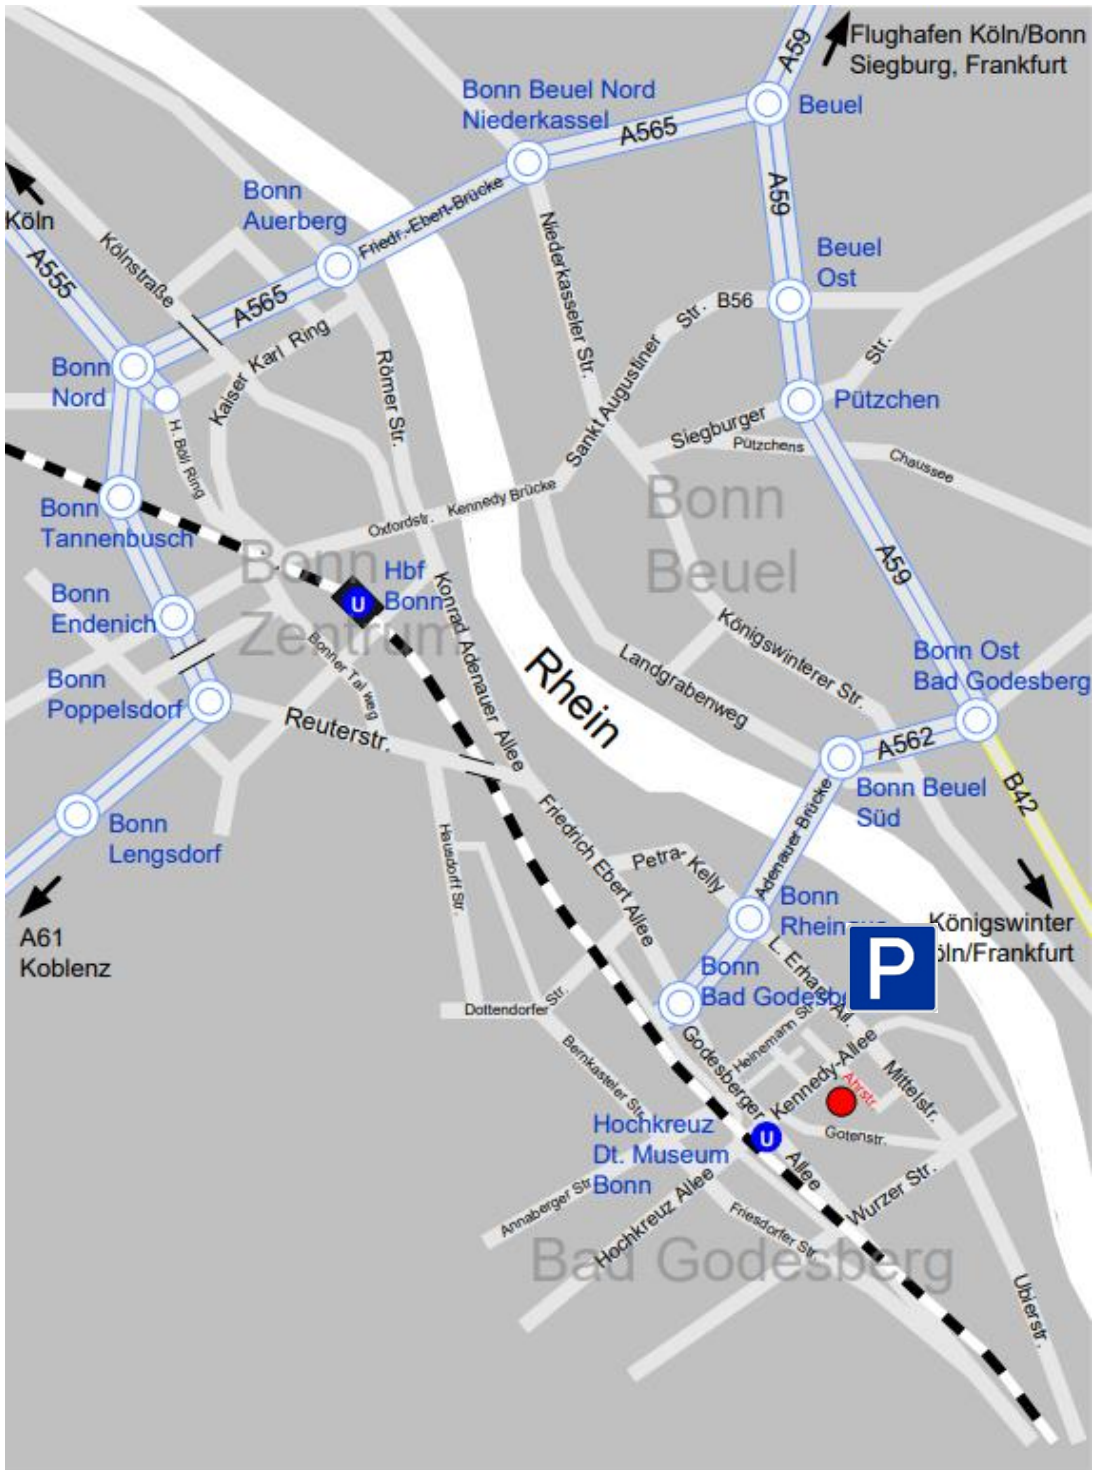 A59
Flughafen Köln/Bonn
Siegburg, Frankfurt
Bonn Beuel Nord
Niederkassel
A565
Beuel
Bonn
Auerberg
Friedr.-Ebert-Brücke
A59
Köln
Kölnstraße
A555
A565
Niederkasseler Str.
Beuel
Ost
Str.
B56
Kaiser Karl Ring
Römer Str.
Sankt Augustiner
Str.
Bonn
Nord
Pützchen
Siegburger
Pützchens
Chaussee
H. Böll Ring
Bonn
Tannenbusch
Oxfordstr.
Kennedy Brücke
Bonn
Beuel
A59
Bonn
Zentrum
Hbf
Bonn
U
Konrad Adenauer Allee
Bonn
Endenich
Bonner Talweg
Rhein
Königswinterer Str.
Landgrabenweg
Bonn Ost
Bad Godesberg
Bonn
Poppelsdorf
Reuterstr.
A562
Bonn Beuel
Süd
B42
Bonn
Lengsdorf
Hausdorff Str.
Friedrich Ebert Allee
Petra-Kelly
Adenauer Brücke
Bonn
A61
Koblenz
Königswinter
P
Bonn
L.
Dottendorfer Str.
Heinemann Str.
All.
Godesberger
Allee
Kennedy-Allee
Mittelstr.
Bernkasteler Str.
Ahrstr.
Gotenstr.
Hochkreuz
Dt. Museum
Bonn
U
Annaberger Str.
Hochkreuz Allee
Wurzer Str.
Friesdorfer Str.
Bad Godesberg
Ubierstr.